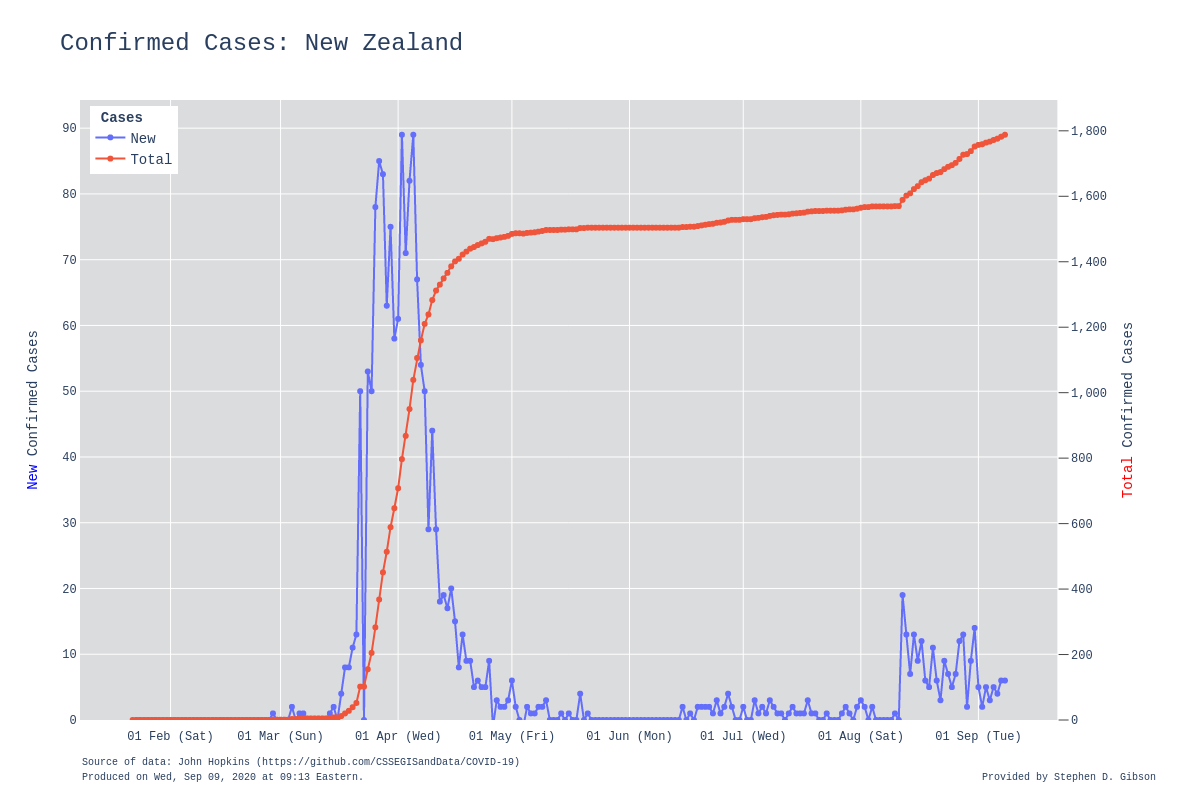 Confirmed Cases: New Zealand
Cases
New
Total
90
80
70
60
50
40
30
20
10
0
New Confirmed Cases
1,800
1,600
1,400
1,200
1,000
800
600
400
200
0
Total Confirmed Cases
01 Feb (Sat) 01 Mar (Sun) 01 Apr (Wed) 01 May (Fri) 01 Jun (Mon) 01 Jul (Wed) 01 Aug (Sat) 01 Sep (Tue)
Source of data: John Hopkins (https://github.com/CSSEGISandData/COVID-19)
Produced on Wed, Sep 09, 2020 at 09:13 Eastern.
Provided by Stephen D. Gibson